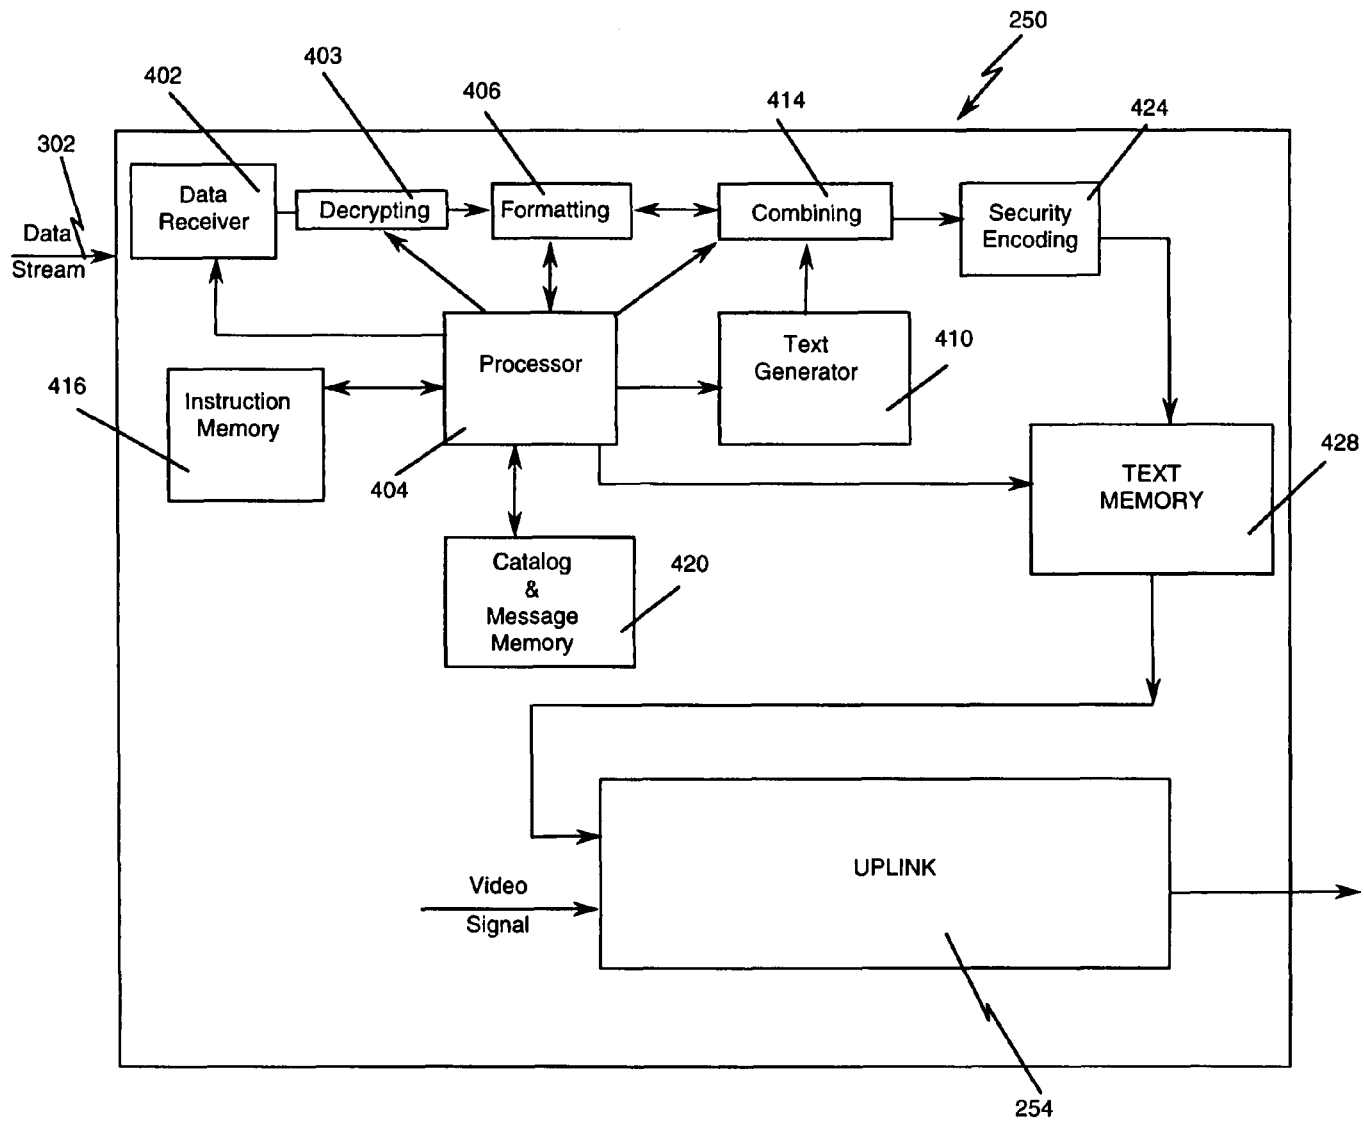 250
402
403
406
414
424
302
Data
Receiver
Decrypting
Formatting
Combining
Security
Encoding
Data
Stream
416
Instruction
Memory
Processor
404
Text
Generator
410
TEXT
MEMORY
428
Catalog
&
Message
Memory
420
UPLINK
Video
Signal
254